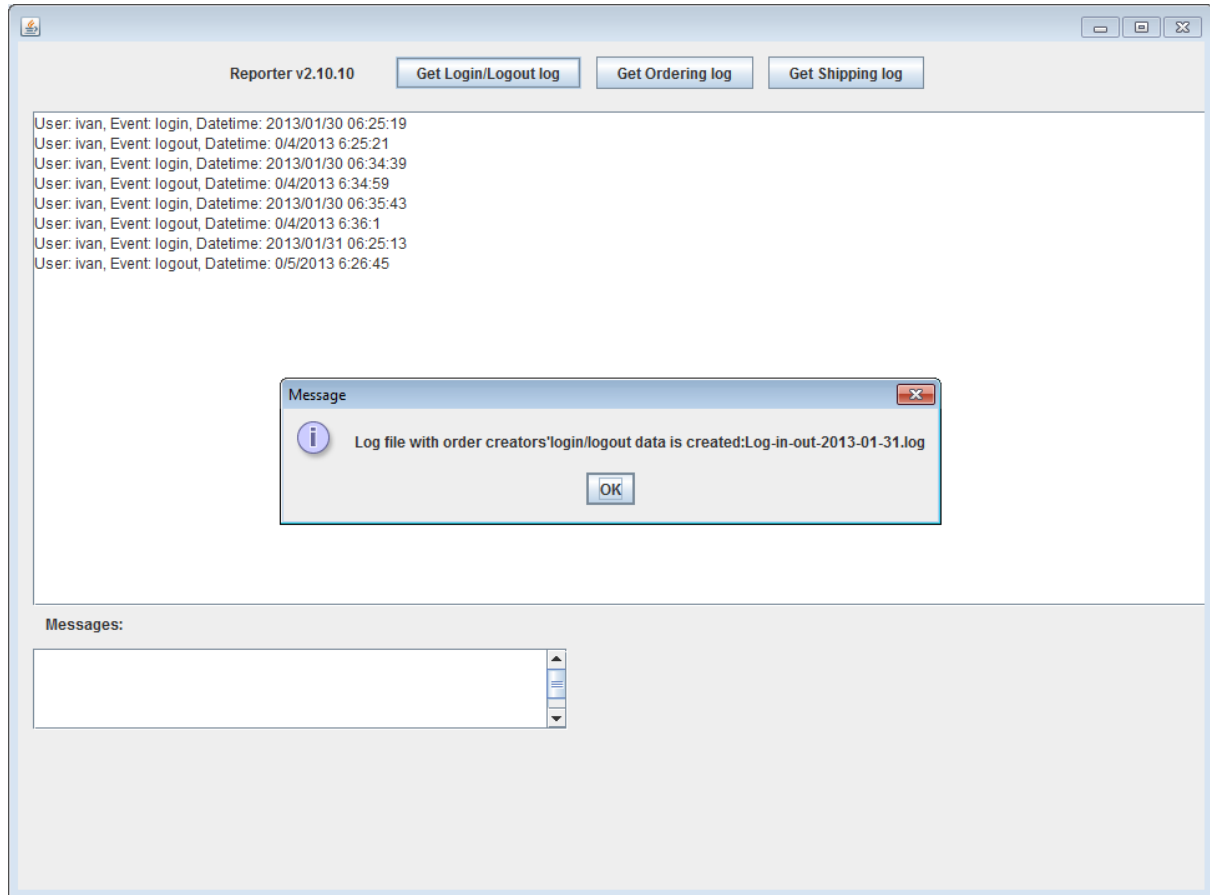 Reporter v2.10.10 Get Login/Logout log Get Ordering log Get Shipping log
User: ivan, Event: login, Datetime: 2013/01/30 06:25:19
User: ivan, Event: logout, Datetime: 0/4/2013 6:25:21
User: ivan, Event: login, Datetime: 2013/01/30 06:34:39
User: ivan, Event: logout, Datetime: 0/4/2013 6:34:59
User: ivan, Event: login, Datetime: 2013/01/30 06:35:43
User: ivan, Event: logout, Datetime: 0/4/2013 6:36:1
User: ivan, Event: login, Datetime: 2013/01/31 06:25:13
User: ivan, Event: logout, Datetime: 0/5/2013 6:26:45
Message
Log file with order creators'login/logout data is created:Log-in-out-2013-01-31.log
OK
Messages: